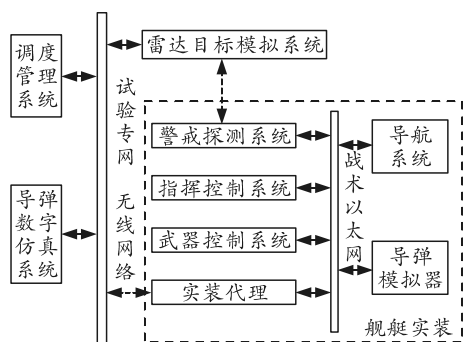 调度
管理
系统
雷达目标模拟系统
试验专网
无线网络
导弹
数字
仿真
系统
警戒探测系统
指挥控制系统
武器控制系统
实装代理
战术以太网
导航
系统
导弹
模拟器
舰艇实装